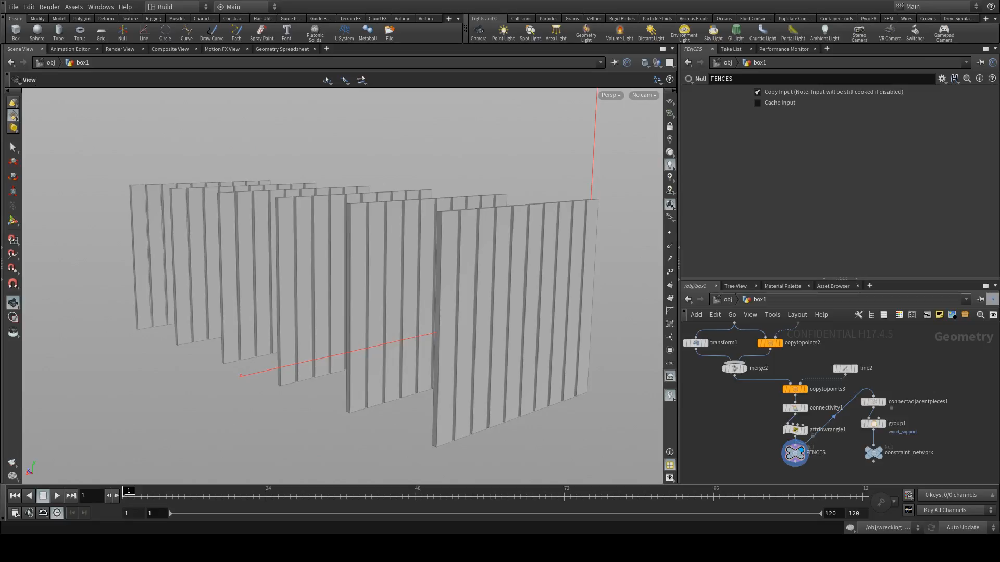 File Edit Render Assets Windows Help Build Main Main
Create Modify Model Polygon Deform Texture Rigging Muscles Charact... Constrai... Hair Utils Guide P... Guide B... Terrain FX Cloud FX Volume Vellum...
Lights and C... Collisions Particles Grains Vellum Rigid Bodies Particle Fluids Viscous Fluids Oceans Fluid Contai... Populate Con... Container Tools Pyro FX FEM Wires Crowds Drive Simula...
Box Sphere Tube Torus Grid Null Line Circle Curve Draw Curve Path Spray Paint Font Platonic Solids L-System Metaball File
Camera Point Light Spot Light Area Light Geometry Light Volume Light Distant Light Environment Light Sky Light GI Light Caustic Light Portal Light Ambient Light Stereo Camera VR Camera Switcher Gamepad Camera
Scene View Animation Editor Render View Composite View Motion FX View Geometry Spreadsheet
FENCES Take List Performance Monitor
obj box1
obj box1
View
Null FENCES
Copy Input (Note: Input will be still cooked if disabled)
Cache Input
Persp No cam
12
12
abc
/obj/box1 Tree View Material Palette Asset Browser
obj box1
Add Edit Go View Tools Layout Help
CONFIDENTIAL H17.4.5
Geometry
transform1
copytopoints2
merge2
line2
copytopoints3
connectadjacentpieces1
connectivity1
group1
wood_support
attribwrangle1
Null
FENCES
Null
constraint_network
x
z
1
1 24 48 72 96 12
0 keys, 0/0 channels
1 1 120 120
Key All Channels
/obj/wrecking_... Auto Update